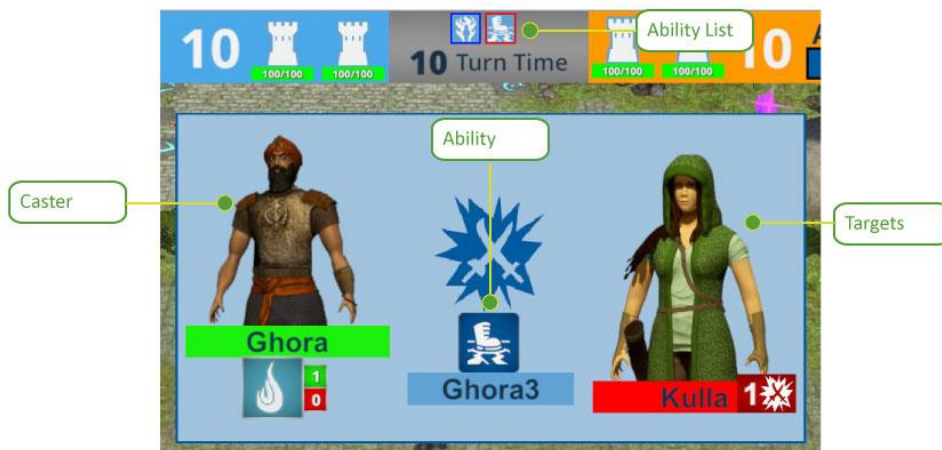 10
100/100
100/100
10 Turn Time
Ability List
100/100
100/100
10
Ability
Caster
Targets
Ghora
1
0
Ghora3
Kulla
1